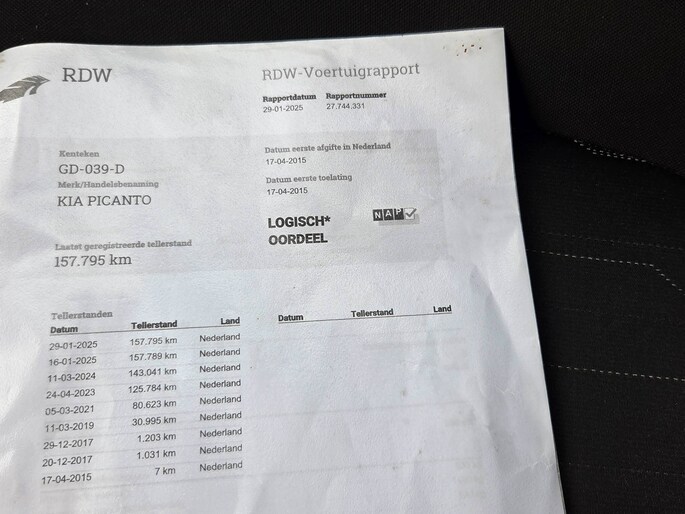 RDW
RDW-Voertuigrapport
Rapportdatum Rapportnummer
29-01-2025 27.744.331
Kenteken
GD-039-D
Merk/Handelsbenaming
KIA PICANTO
Laatst geregistreerde tellerstand
157.795 km
Datum eerste afgifte in Nederland
17-04-2015
Datum eerste toelating
17-04-2015
LOGISCH*
OORDEEL
NAP
Tellerstanden
Datum Tellerstand Land
29-01-2025 157.795 km Nederland
16-01-2025 157.789 km Nederland
11-03-2024 143.041 km Nederland
24-04-2023 125.784 km Nederland
05-03-2021 80.623 km Nederland
11-03-2019 30.995 km Nederland
29-12-2017 1.203 km Nederland
20-12-2017 1.031 km Nederland
17-04-2015 7 km Nederland
Datum Tellerstand Land